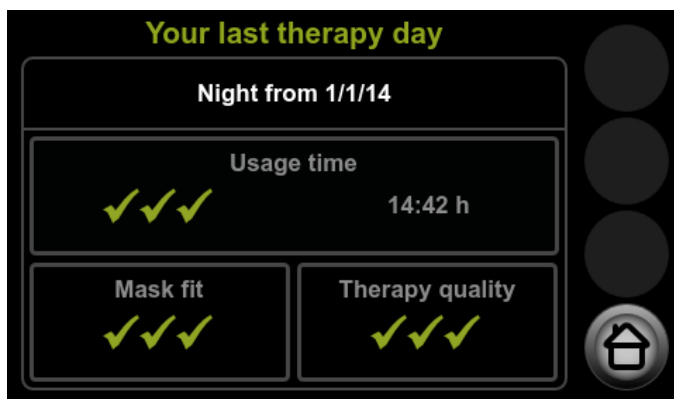 Your last therapy day
Night from 1/1/14
Usage time
14:42 h
Mask fit
Therapy quality